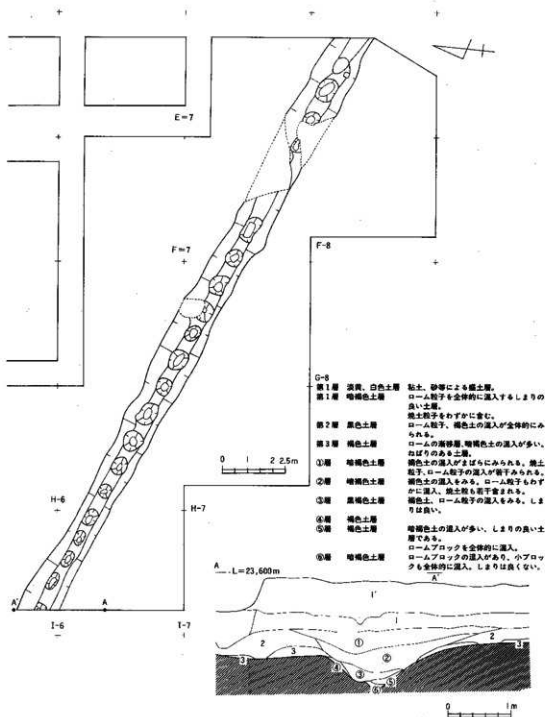 E=7
F=7
F-8
G-8
第1層 淡黄、白色土層 粘土、砂等による盛土層。
第1層 暗褐色土層 ローム粒子を全体的に混入するしまりの
良い土層。
焼土粒子をわずかに含む。
第2層 黒色土層 ローム粒子、褐色土の混入が全体的にみ
られる。
第3層 褐色土層 ロームの漸移層、暗褐色土の混入が多い。
ねばりのある土層。
①層 暗褐色土層 褐色土の混入がまばらにみられる。焼土
粒子、ローム粒子の混入が若干みられる。
②層 暗褐色土層 褐色土の混入をみる。ローム粒子もわず
かに混入、焼土粒も若干含まれる。
③層 黒褐色土層 褐色土、ローム粒子の混入をみる。しま
りは良い。
④層 褐色土層
⑤層 褐色土層 暗褐色土の混入が多い、しまりの良い土
層である。
ロームブロックを全体的に混入。
⑥層 暗褐色土層 ロームブロックの混入があり、小ブロッ
クも全体的に混入。しまりは良くない。
0 1 2 2.5m
H-6
H-7
A' A
I-6 I-7
A L=23,600m A'
I'
I
①
2 3 ② 2 3
3 ④ ③ ⑤
⑥
0 1m